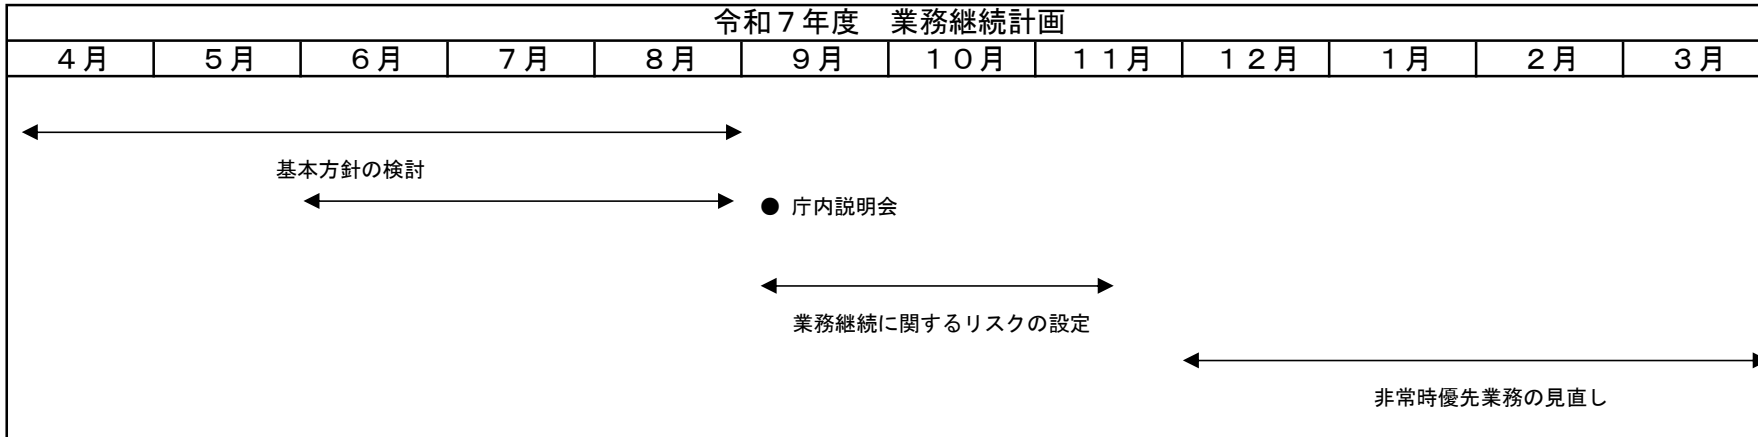 令和７年度　業務継続計画
４月 ５月 ６月 ７月 ８月 ９月 １０月 １１月 １２月 １月 ２月 ３月
基本方針の検討
● 庁内説明会
業務継続に関するリスクの設定
非常時優先業務の見直し